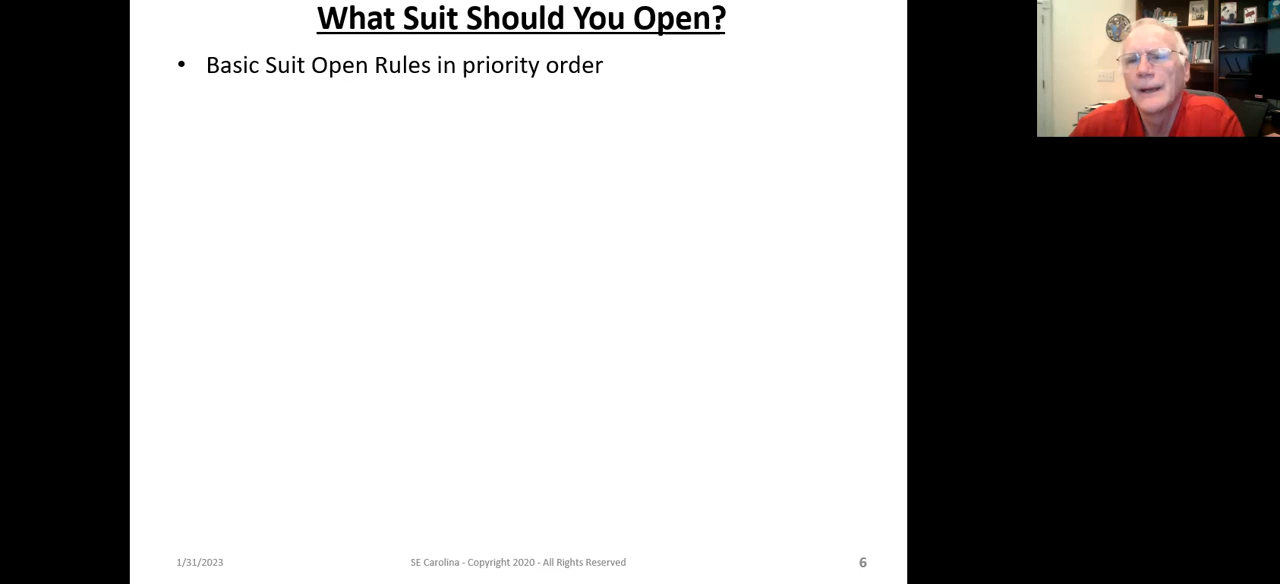 What Suit Should You Open?
• Basic Suit Open Rules in priority order
1/31/2023
SE Carolina - Copyright 2020 - All Rights Reserved
6